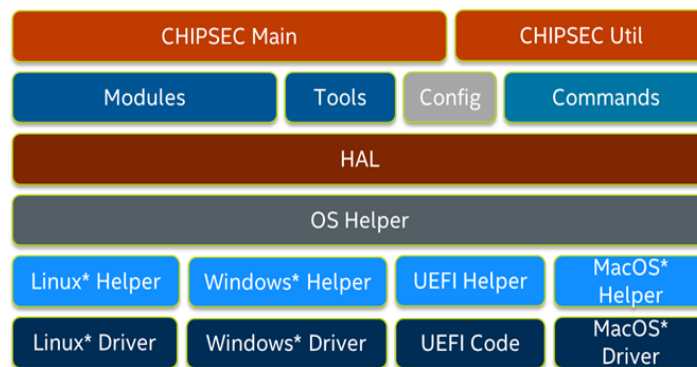 CHIPSEC Main
CHIPSEC Util
Modules
Tools
Config
Commands
HAL
OS Helper
Linux* Helper
Windows* Helper
UEFI Helper
MacOS*
Helper
Linux* Driver
Windows* Driver
UEFI Code
MacOS*
Driver